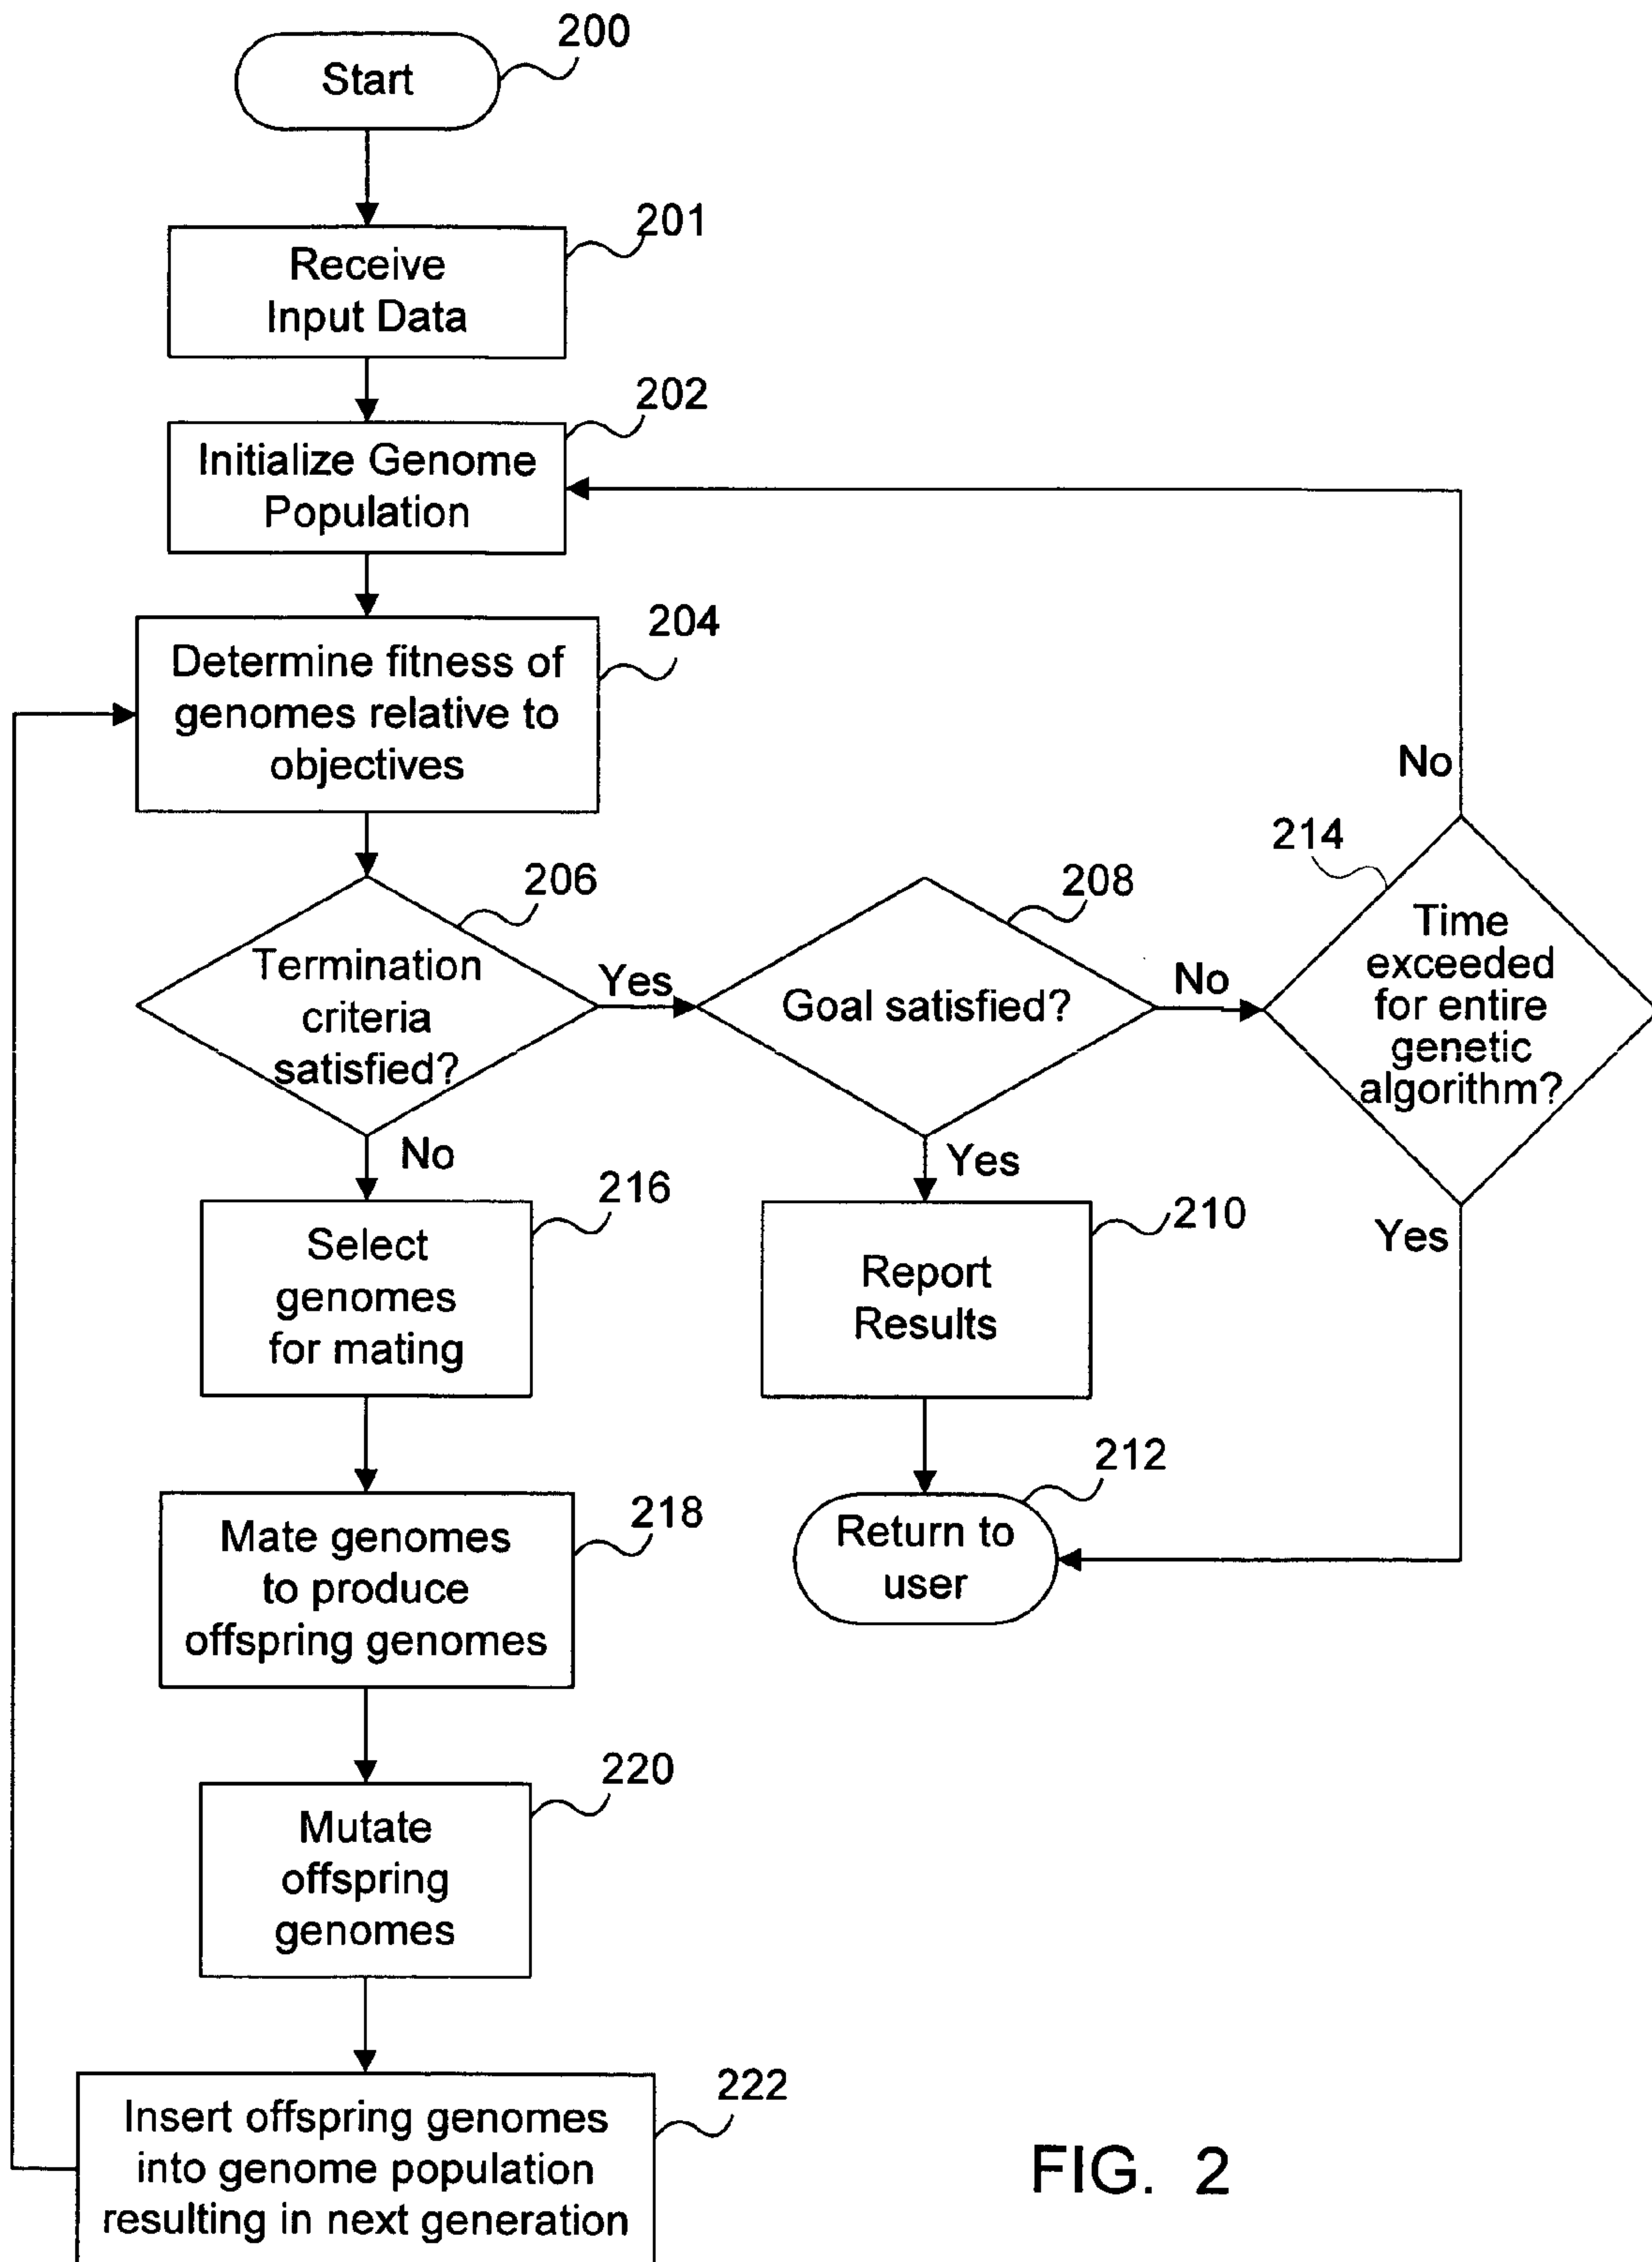 200
Start
201
Receive
Input Data
202
Initialize Genome
Population
204
Determine fitness of
genomes relative to
objectives
206
Termination
criteria
satisfied?
Yes
No
208
Goal satisfied?
No
Yes
214
Time
exceeded
for entire
genetic
algorithm?
No
Yes
216
Select
genomes
for mating
210
Report
Results
212
Return to
user
218
Mate genomes
to produce
offspring genomes
220
Mutate
offspring
genomes
222
Insert offspring genomes
into genome population
resulting in next generation
FIG. 2